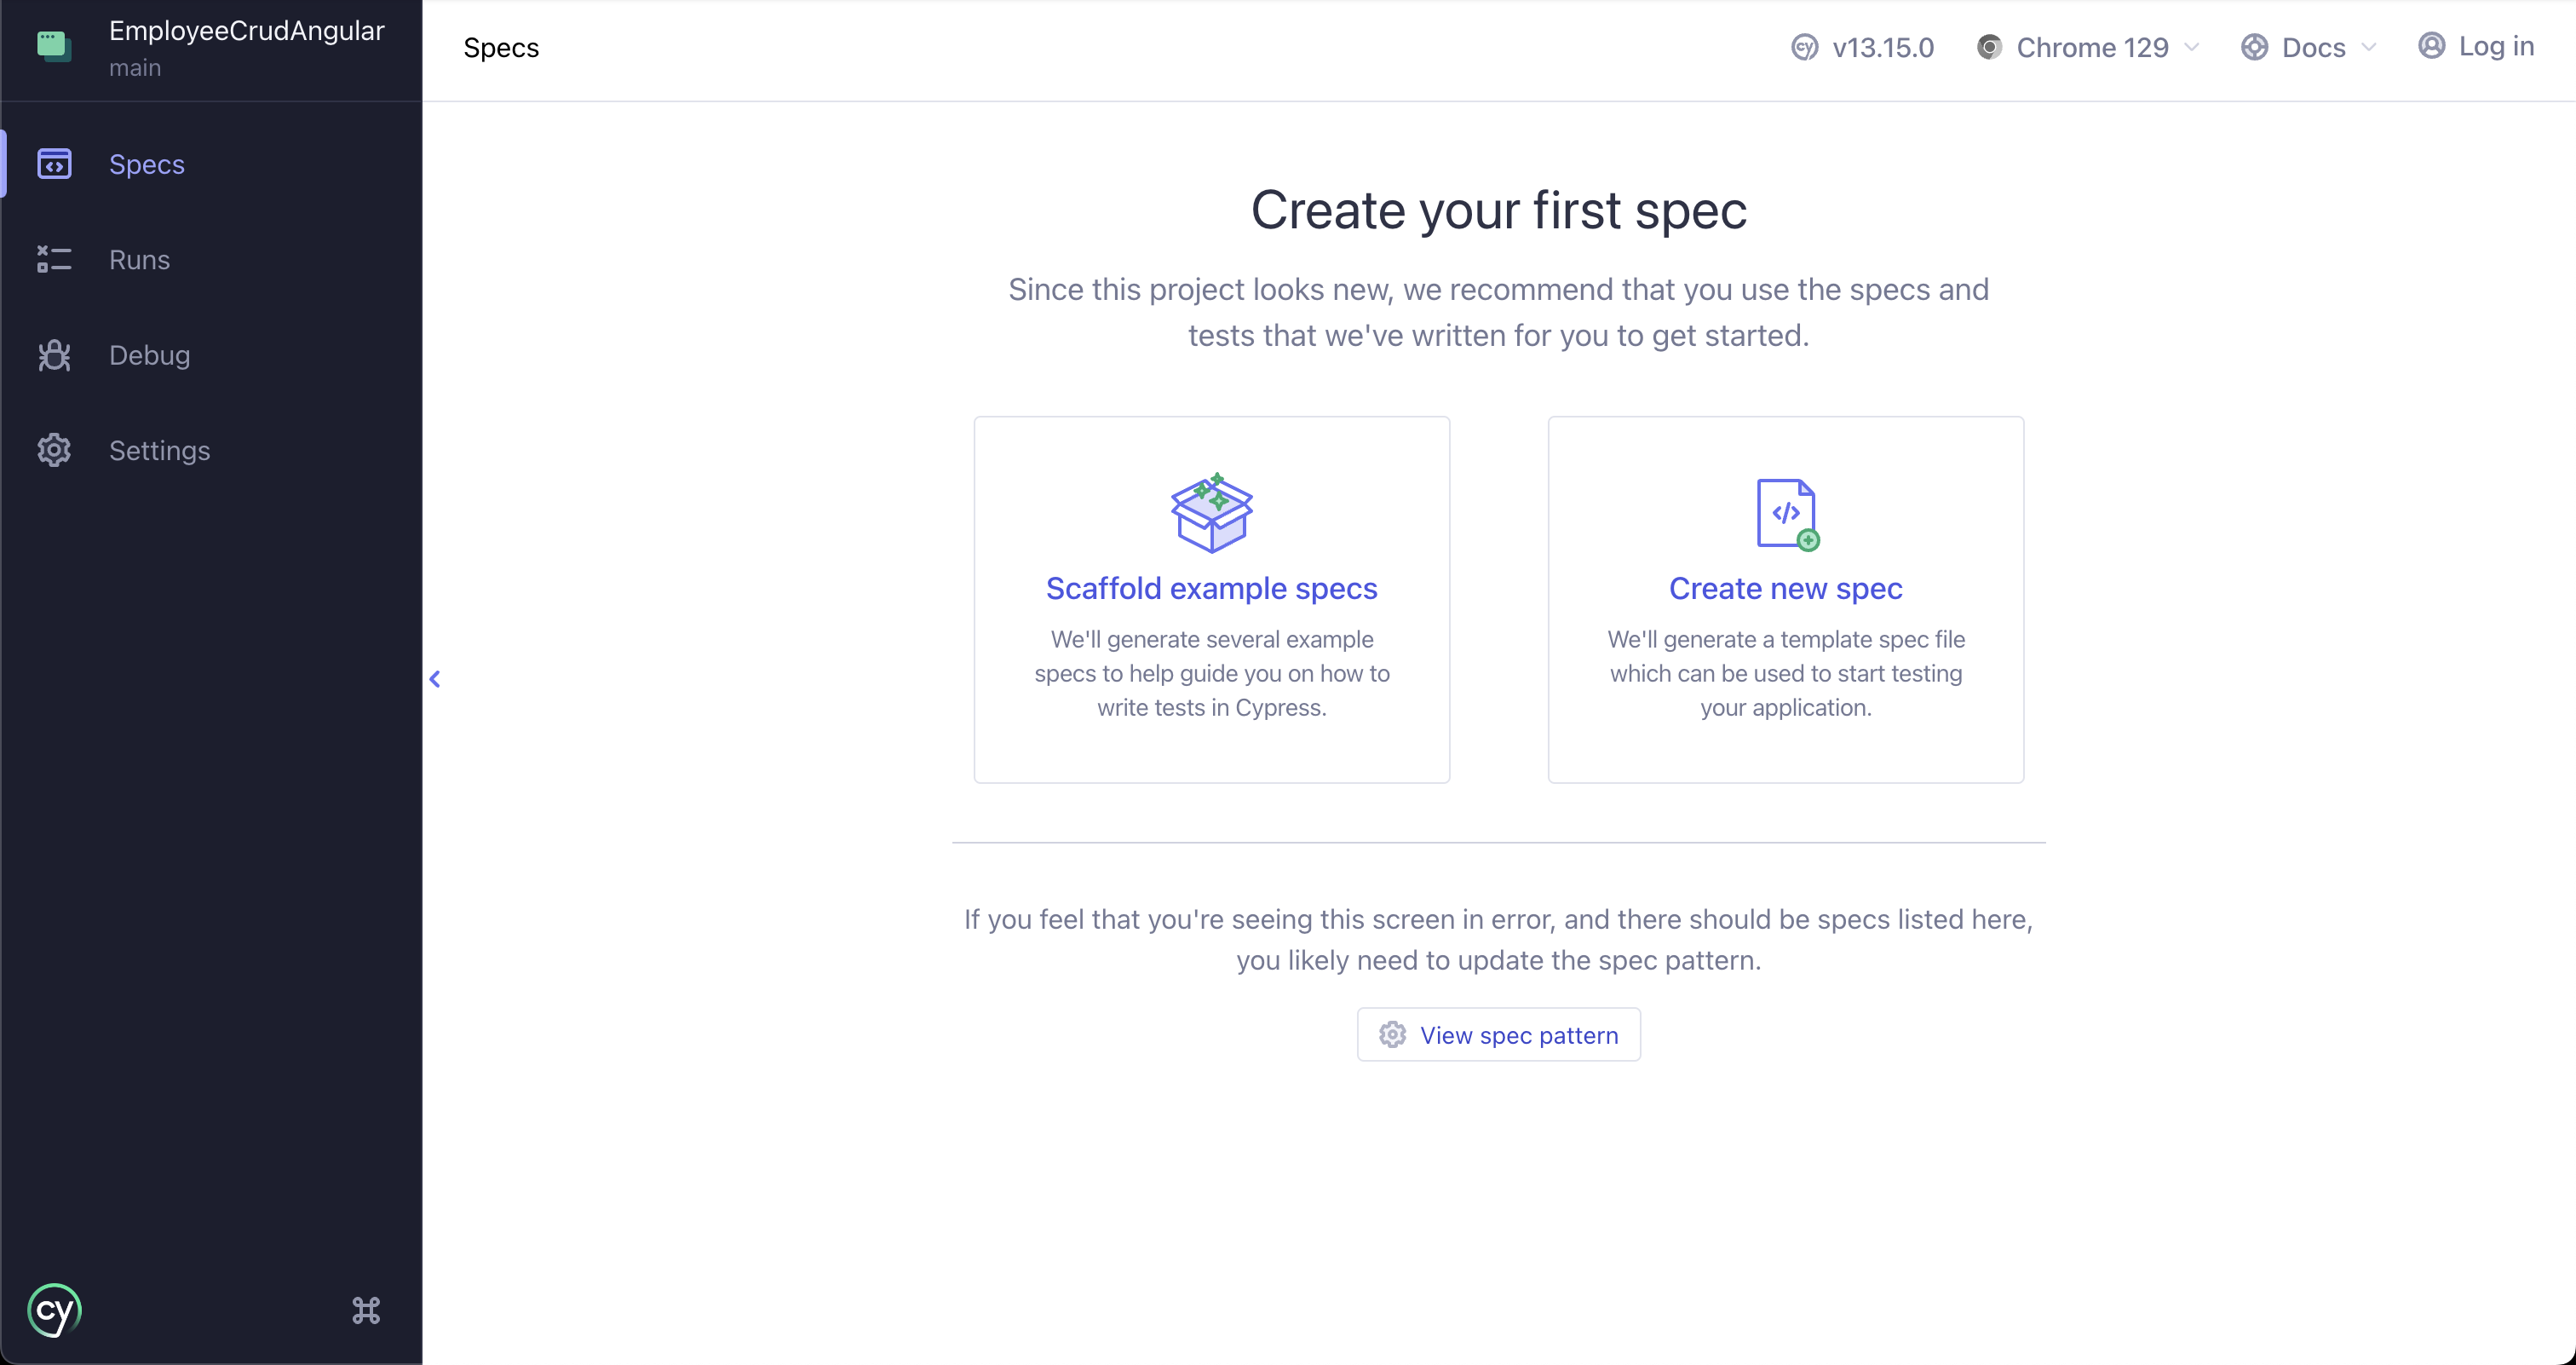 EmployeeCrudAngular
main
Specs
Runs
Debug
Settings
cy
Specs
cy
v13.15.0
Chrome 129
Docs
Log in
Create your first spec
Since this project looks new, we recommend that you use the specs and
tests that we've written for you to get started.
Scaffold example specs
We'll generate several example
specs to help guide you on how to
write tests in Cypress.
Create new spec
We'll generate a template spec file
which can be used to start testing
your application.
If you feel that you're seeing this screen in error, and there should be specs listed here,
you likely need to update the spec pattern.
View spec pattern